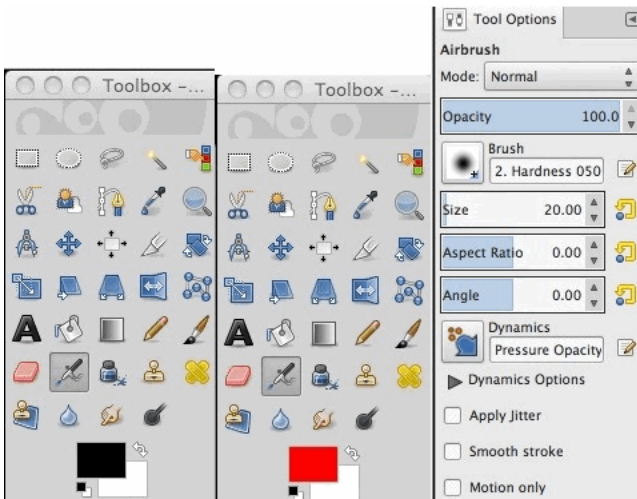 Toolbox –...
Toolbox –...
Tool Options
Airbrush
Mode: Normal
Opacity 100.0
Brush
2. Hardness 050
Size 20.00
Aspect Ratio 0.00
Angle 0.00
Dynamics
Pressure Opacity
Dynamics Options
Apply Jitter
Smooth stroke
Motion only